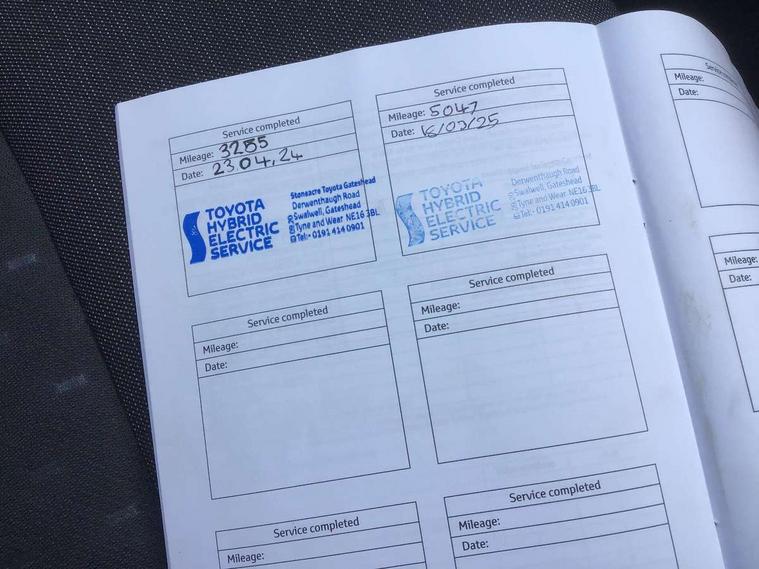 Service completed
Mileage: 3285
Date: 23.04.24
TOYOTA
HYBRID
ELECTRIC
SERVICE
Stoneacre Toyota Gateshead
Derwenthaugh Road
Swalwell, Gateshead
Tyne and Wear NE16 3BL
Tel:- 0191 414 0901
Service completed
Mileage: 5047
Date: /03/25
TOYOTA
HYBRID
ELECTRIC
SERVICE
Derwenthaugh Road
Swalwell, Gateshead
Tyne and Wear NE16 3BL
Tel:- 0191 414 0901
Service completed
Mileage:
Date:
Service completed
Mileage:
Date:
Service completed
Mileage:
Service completed
Mileage:
Date:
Mileage:
Date:
Mileage:
Date: